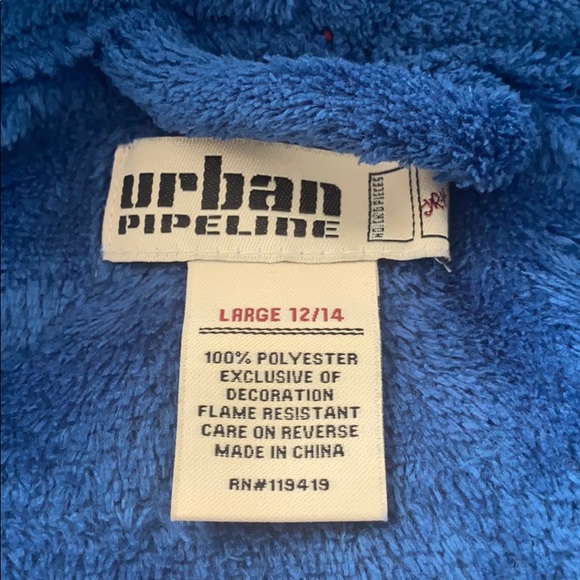 urban
PIPELINE
LARGE 12/14
100% POLYESTER
EXCLUSIVE OF
DECORATION
FLAME RESISTANT
CARE ON REVERSE
MADE IN CHINA
RN#119419